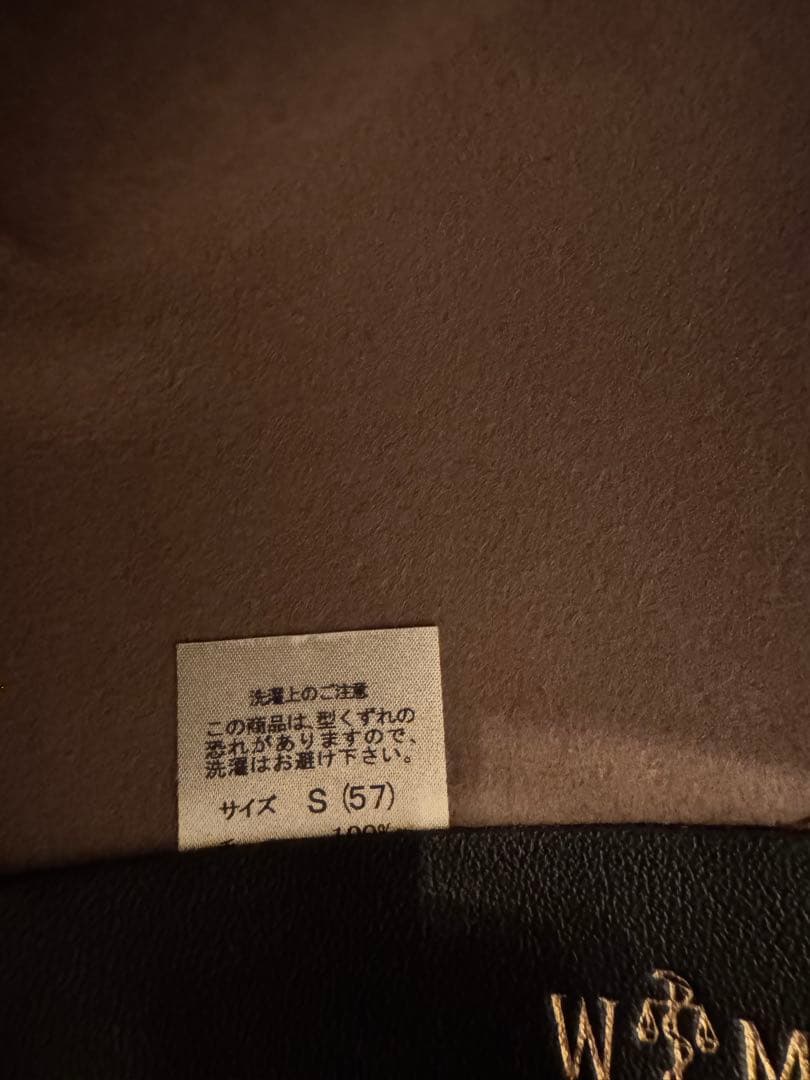 洗濯上のご注意
この商品は、型くずれの
恐れがありますので、
洗濯はお避け下さい。
サイズ S (57)
100%
W M